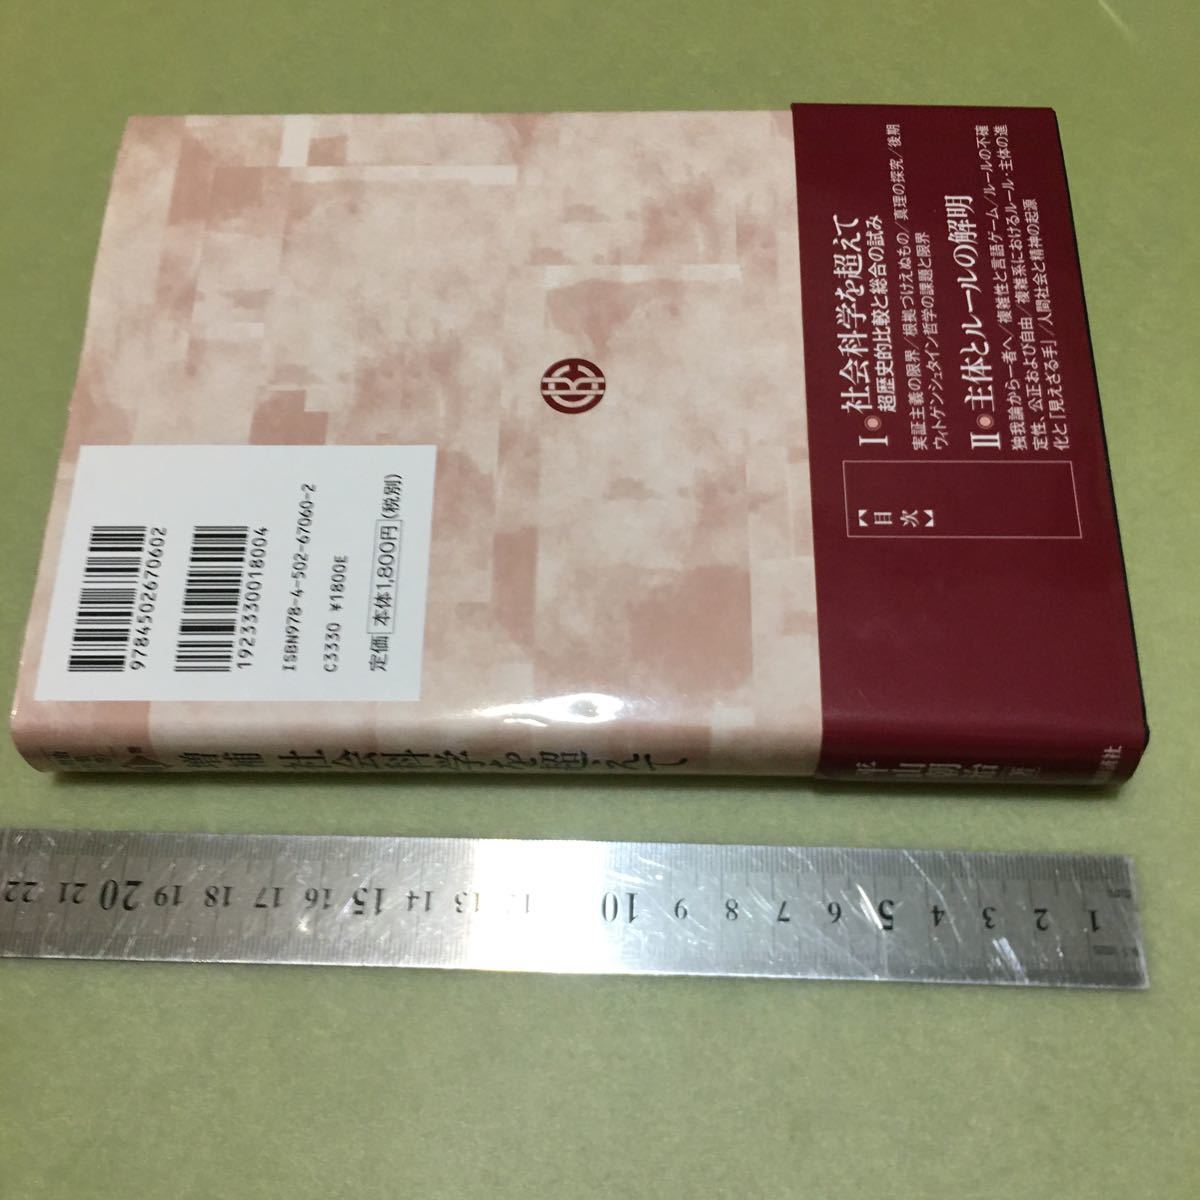 【目次】
I●社会科学を超えて
超歴史的比較と総合の試み
実証主義の限界/根拠づけえぬもの/真理の探究/後期
ウィトゲンシュタイン哲学の課題と限界
II●主体とルールの解明
独我論から一者へ/複雑性と言語ゲーム/ルールの不確
定性、公正および自由/複雑系におけるルール・主体の進
化と「見えざる手」/人間社会と精神の起源
9784502670602
1923330018004
ISBN978-4-502-67060-2
C3330 ¥1800E
定価 本体1,800円(税別)
増補 社会科学を超えて
平山朝治
22 21 20 19 18 17 16 15 14 13 12 10 9 8 7 6 5 4 3 2 1